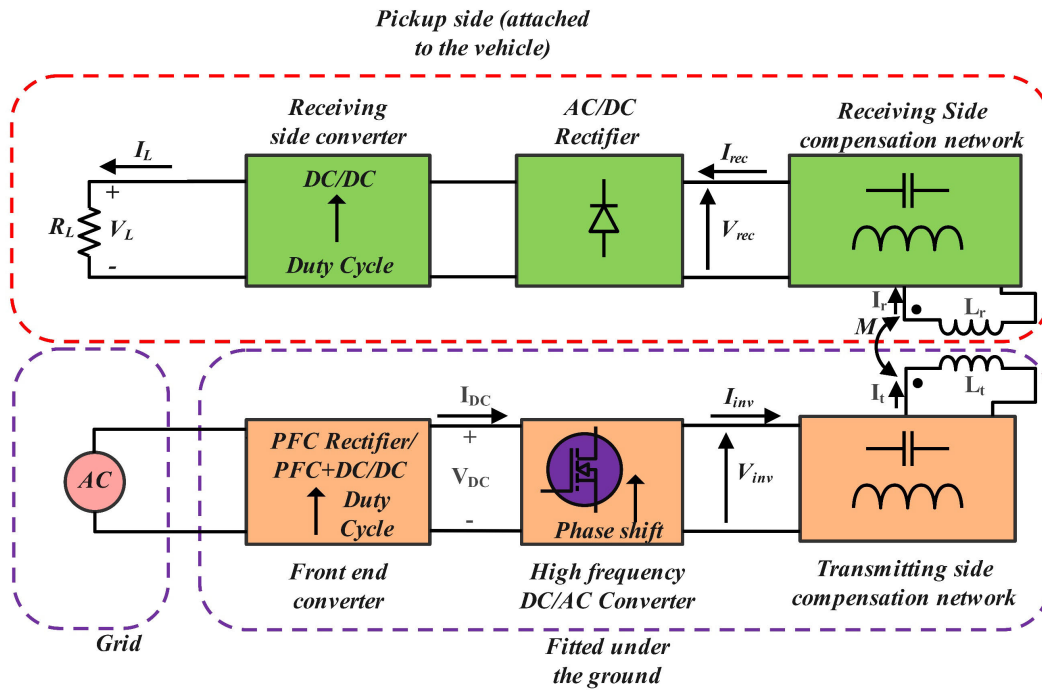 Pickup side (attached
to the vehicle)
Receiving
side converter
AC/DC
Rectifier
Receiving Side
compensation network
I_L
DC/DC
I_rec
+
R_L
V_L
V_rec
-
Duty Cycle
I_r
L_r
M
I_t
L_t
I_DC
I_inv
PFC Rectifier/
PFC+DC/DC
Duty
Cycle
+
V_DC
-
AC
V_inv
Phase shift
Front end
converter
High frequency
DC/AC Converter
Transmitting side
compensation network
Grid
Fitted under
the ground